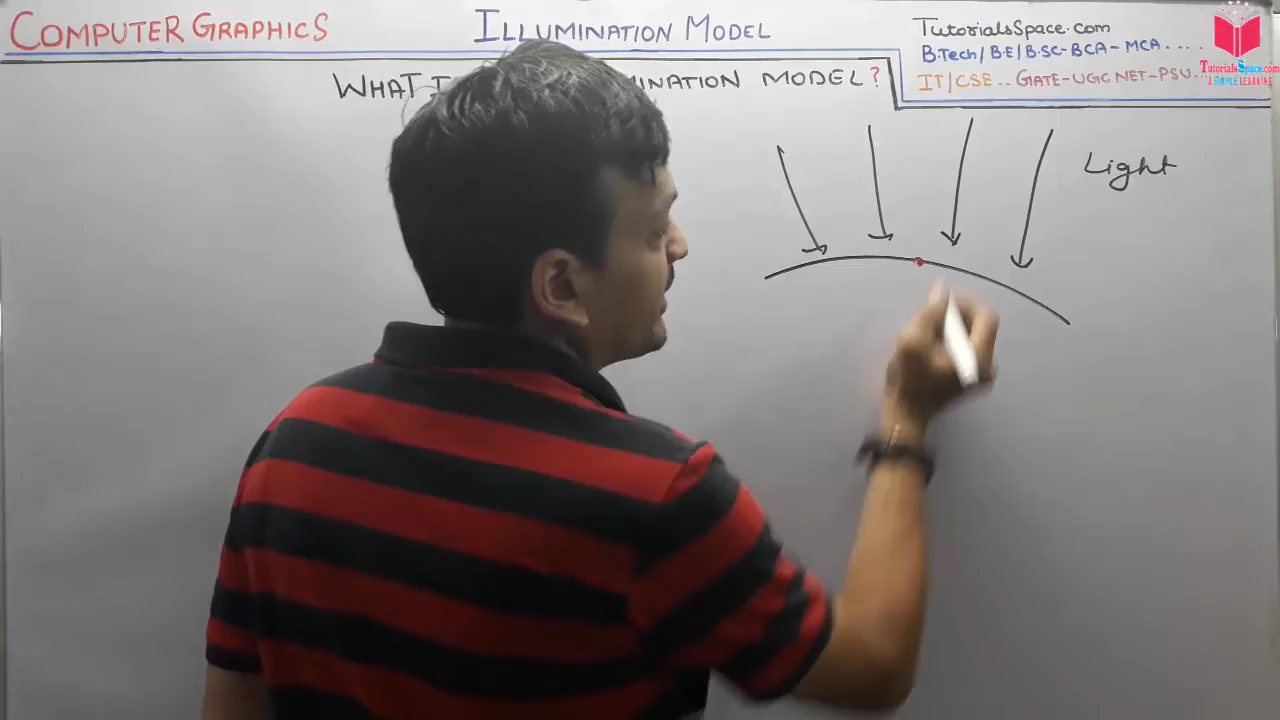 COMPUTER GRAPHICS
ILLUMINATION MODEL
TutorialsSpace.com
B.Tech/B.E/B.SC-BCA-MCA....
IT/CSE.. GATE-UGC NET-PSU...
TutorialsSpace.com
A SIMPLE LEARNING
WHAT MODEL?
Light